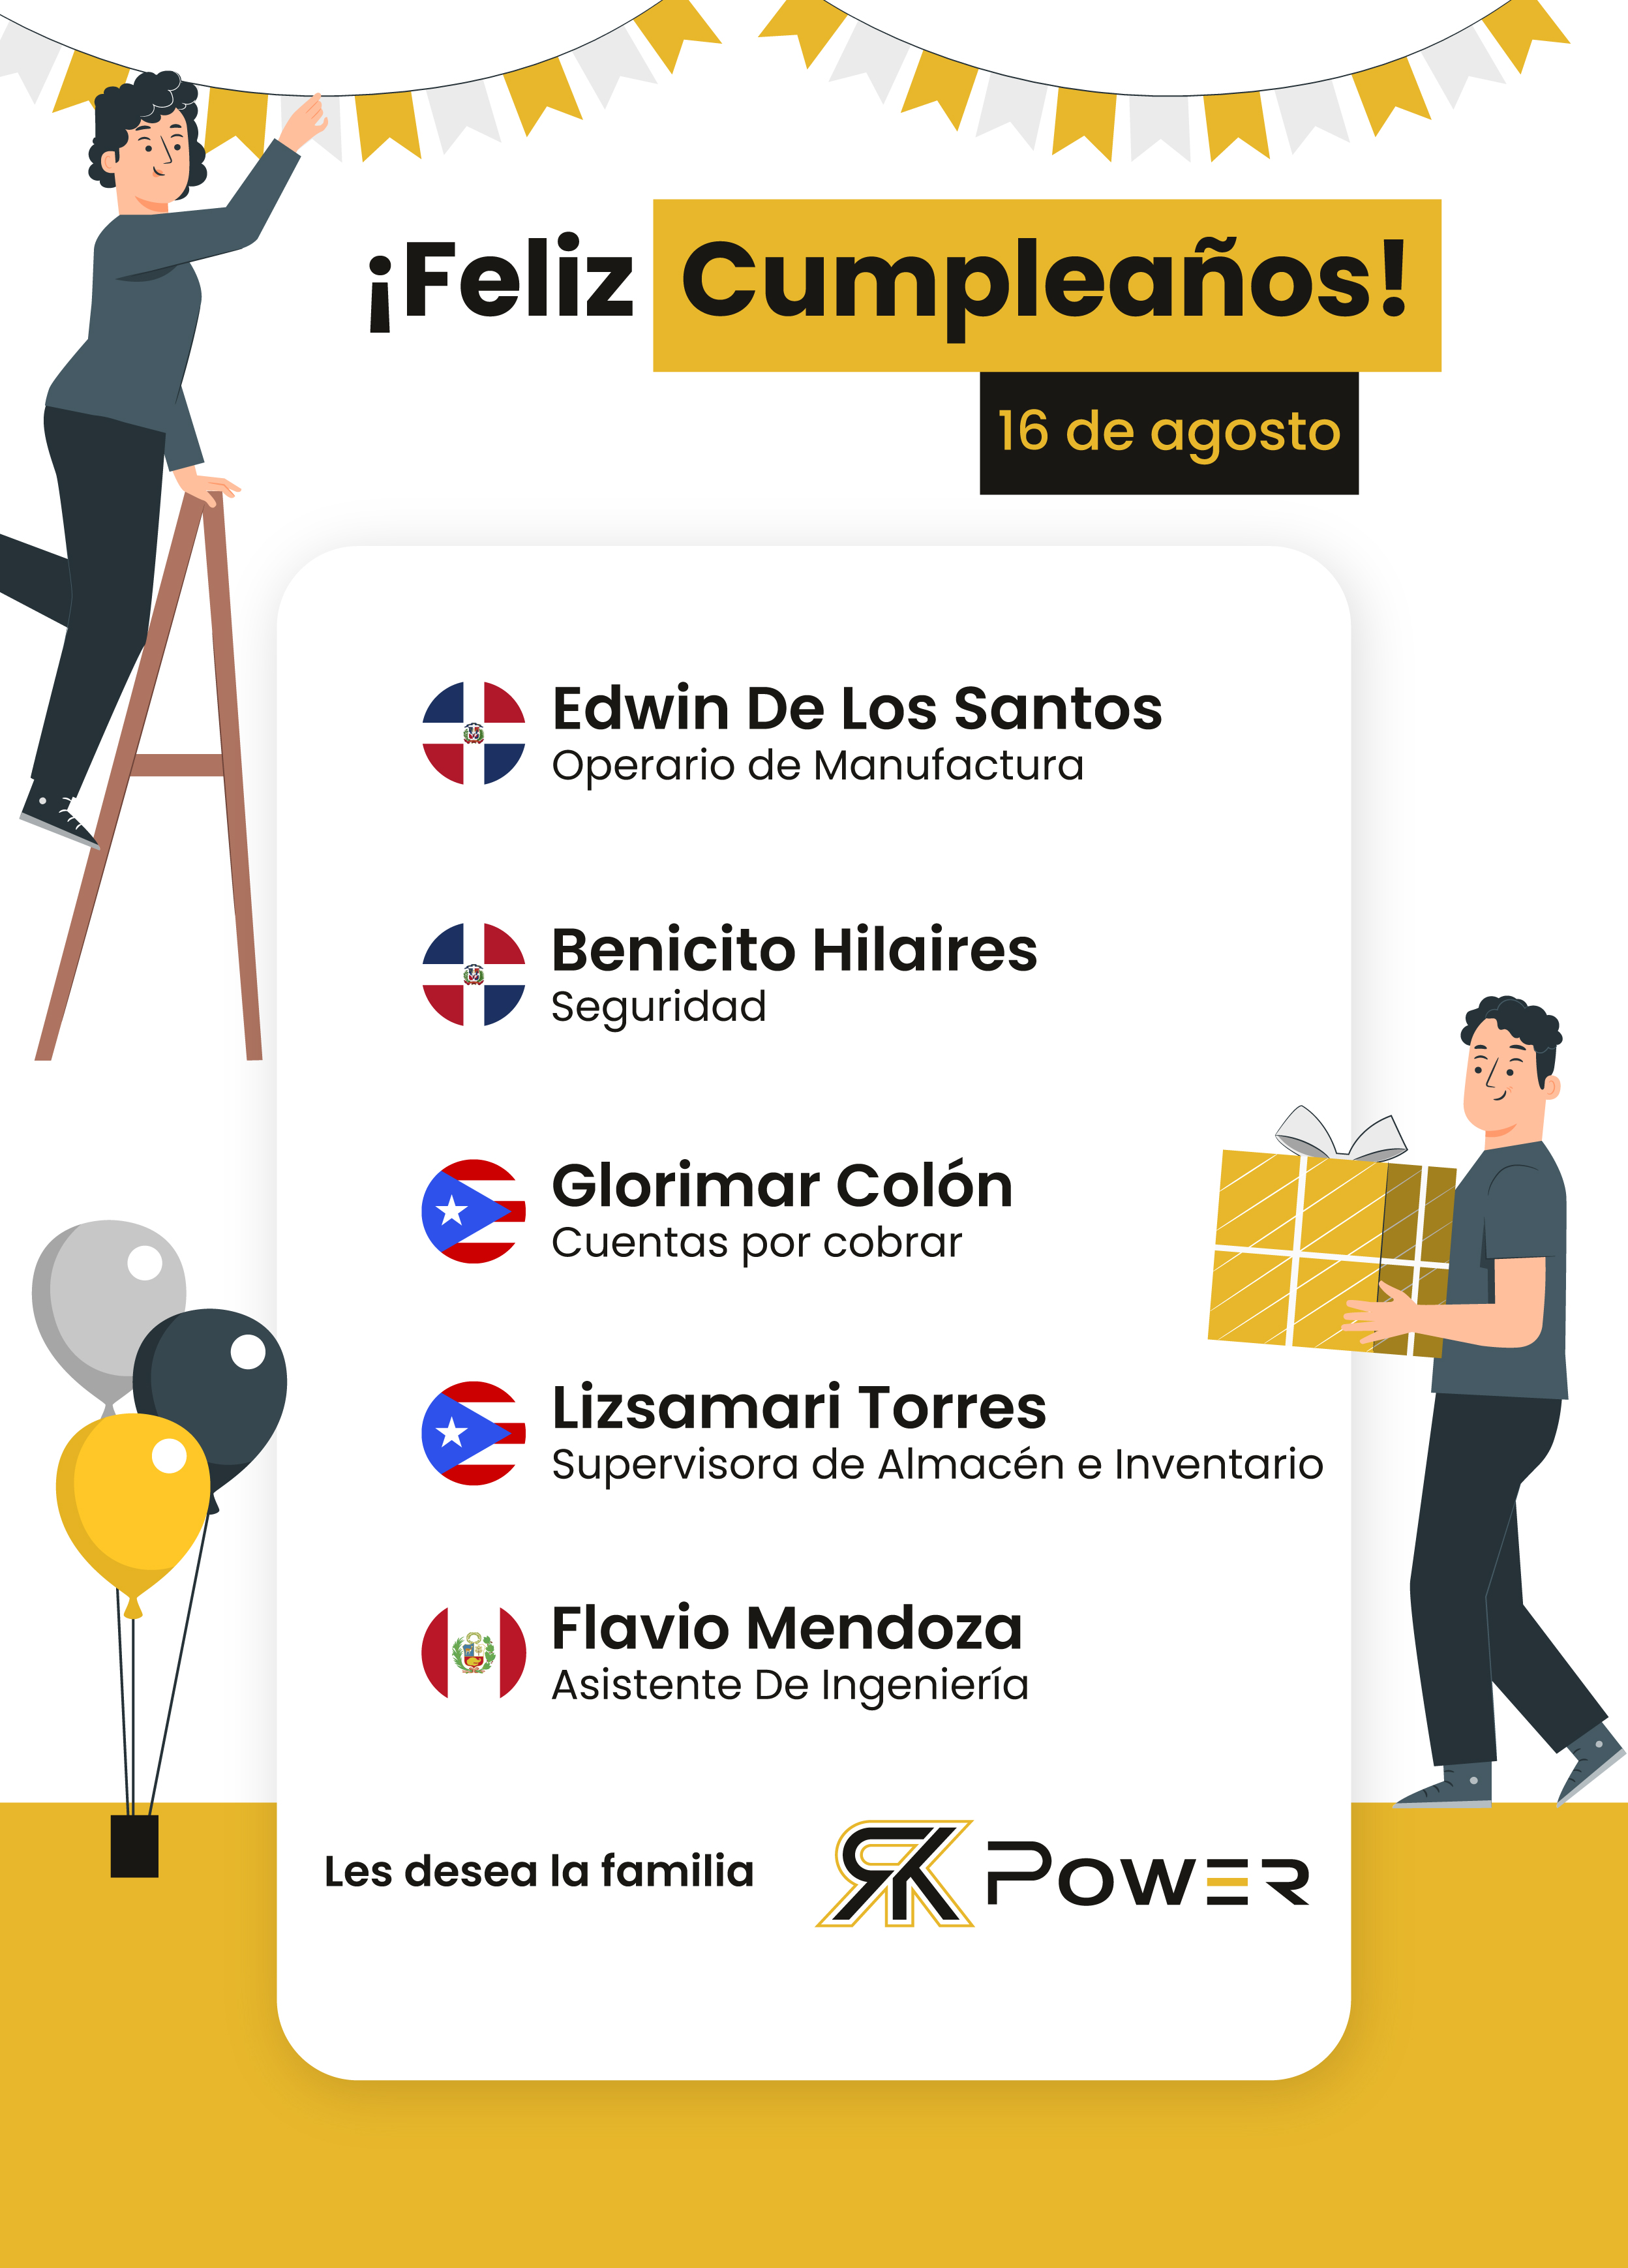 ¡Feliz Cumpleaños!
16 de agosto
Edwin De Los Santos
Operario de Manufactura
Benicito Hilaires
Seguridad
Glorimar Colón
Cuentas por cobrar
Lizsamari Torres
Supervisora de Almacén e Inventario
Flavio Mendoza
Asistente De Ingeniería
Les desea la familia RK Power